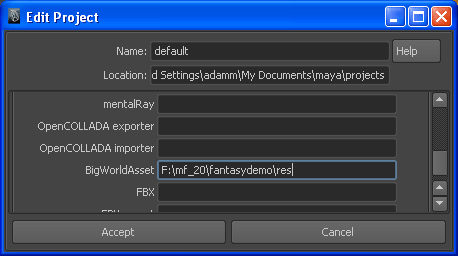 Edit Project
Name: default Help
Location: d Settings\adamm\My Documents\maya\projects
mentalRay
OpenCOLLADA exporter
OpenCOLLADA importer
BigWorldAsset F:\mf_20\fantasydemo\res
FBX
Accept Cancel